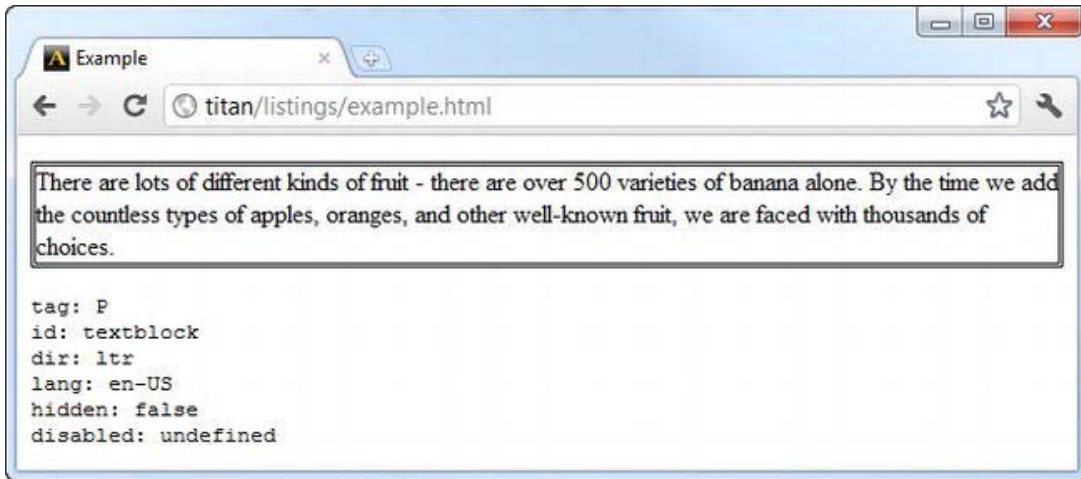 Example
titan/listings/example.html
There are lots of different kinds of fruit - there are over 500 varieties of banana alone. By the time we add
the countless types of apples, oranges, and other well-known fruit, we are faced with thousands of
choices.
tag: P
id: textblock
dir: ltr
lang: en-US
hidden: false
disabled: undefined